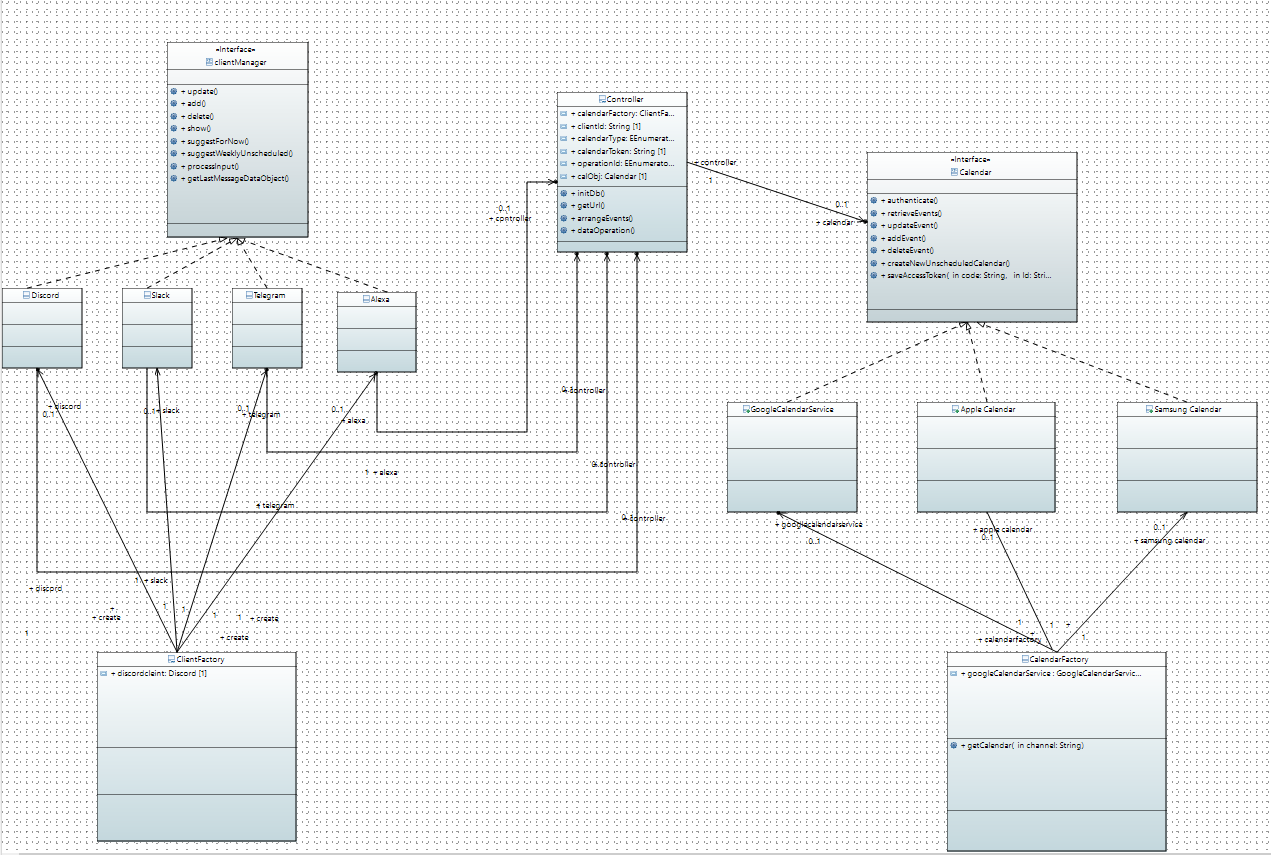 «Interface»
clientManager
+ update()
+ add()
+ delete()
+ show()
+ suggestForNow()
+ suggestWeeklyUnscheduled()
+ processInput()
+ getLastMessageDataObject()
Controller
+ calendarFactory: ClientFa...
+ clientId: String [1]
+ calendarType: EEnumerat...
+ calendarToken: String [1]
+ operationId: EEnumerato...
+ calObj: Calendar [1]
+ initDb()
+ getUrl()
+ arrangeEvents()
+ dataOperation()
+ controller
1
0..1
+ calendar
«Interface»
Calendar
+ authenticate()
+ retrieveEvents()
+ updateEvent()
+ addEvent()
+ deleteEvent()
+ createNewUnscheduledCalendar()
+ saveAccessToken( in code: String, in Id: Stri...
0..1
+ controller
Discord
Slack
Telegram
Alexa
+ discord
0..1
0..1
+ slack
0..1
+ telegram
0..1
+ alexa
+ controller
+ controller
+ controller
1
+ alexa
+ telegram
1
+ slack
+ discord
1
+
+ create
1
1
1
1
+ create
+ create
GoogleCalendarService
Apple Calendar
Samsung Calendar
+ googlecalendarservice
0..1
+ apple calendar
0..1
0..1
+ samsung calendar
1
+ calendarfactory
+
1
+
1
ClientFactory
+ discordcleint: Discord [1]
CalendarFactory
+ googleCalendarService : GoogleCalendarServic...
+ getCalendar( in channel: String)